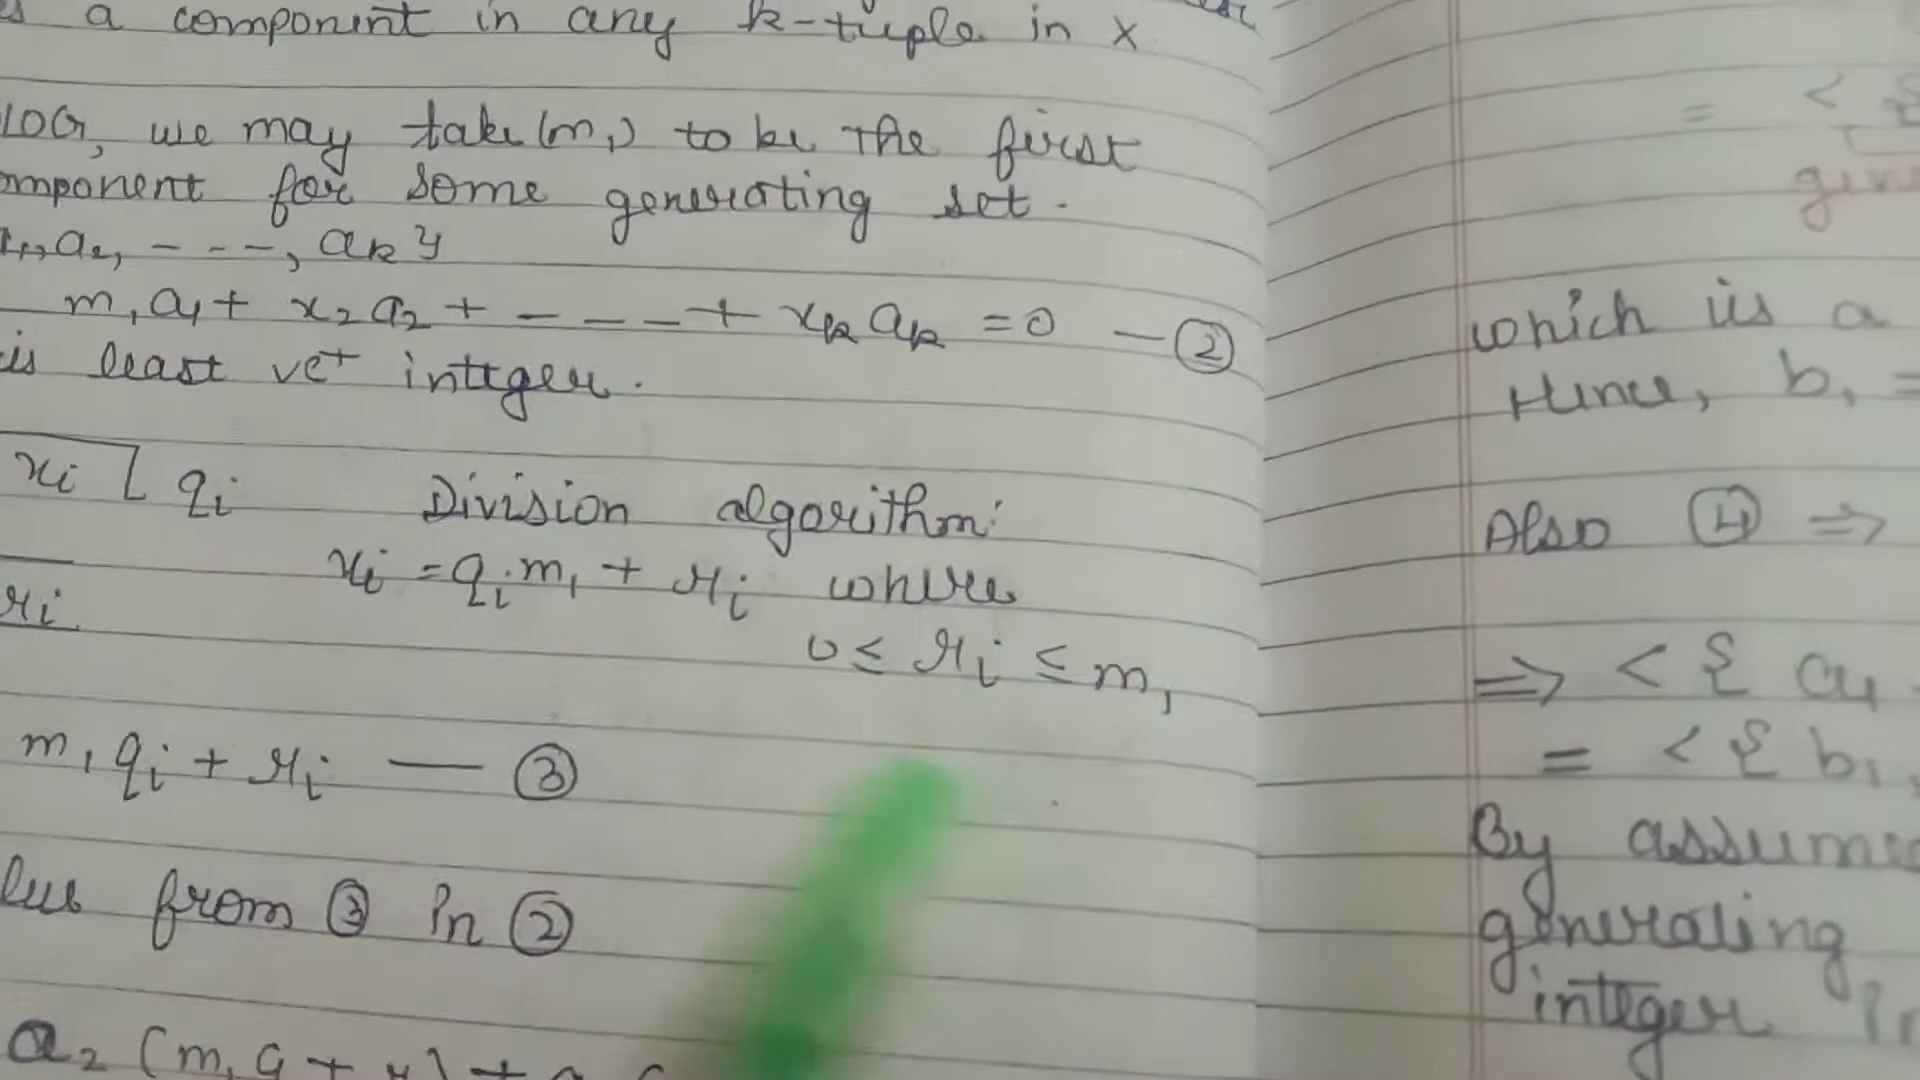 a component in any k-tuple in X
LOG, we may take (m₁) to be the first
omponent for some generating set.
a₂, - - - -, aₖ}
m₁a₁ + x₂a₂ + - - - + xₖaₖ = 0 — ②
is least ve+ integer.
xᵢ qᵢ Division algorithm:
xᵢ = qᵢ.m₁ + rᵢ where
rᵢ
0 ≤ rᵢ ≤ m₁
m₁qᵢ + rᵢ — ③
lue from ③ in ②
a₂ (m₁q + r) +
= < {
which is a
Hence, b₁ =
Also ④ ⇒
⇒ < { a₁
= < { b₁,
By assum
generating
integer